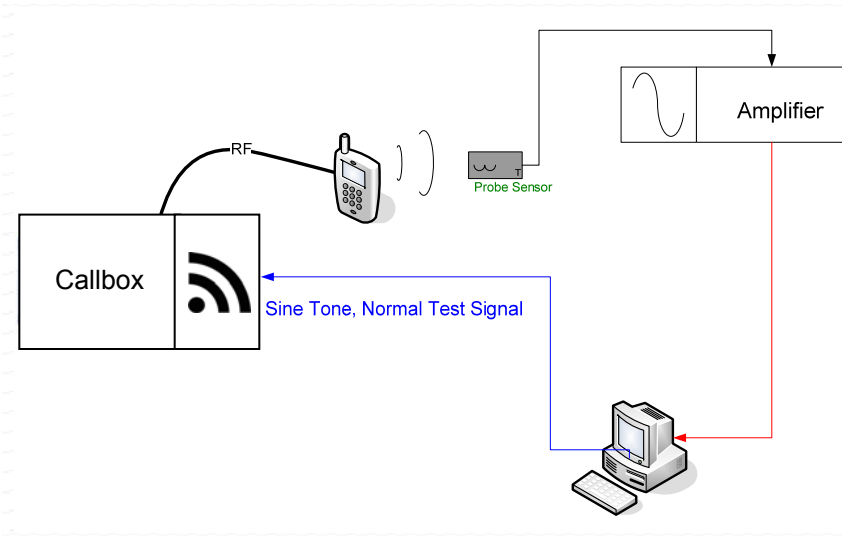 RF
Amplifier
T
Probe Sensor
Callbox
Sine Tone, Normal Test Signal